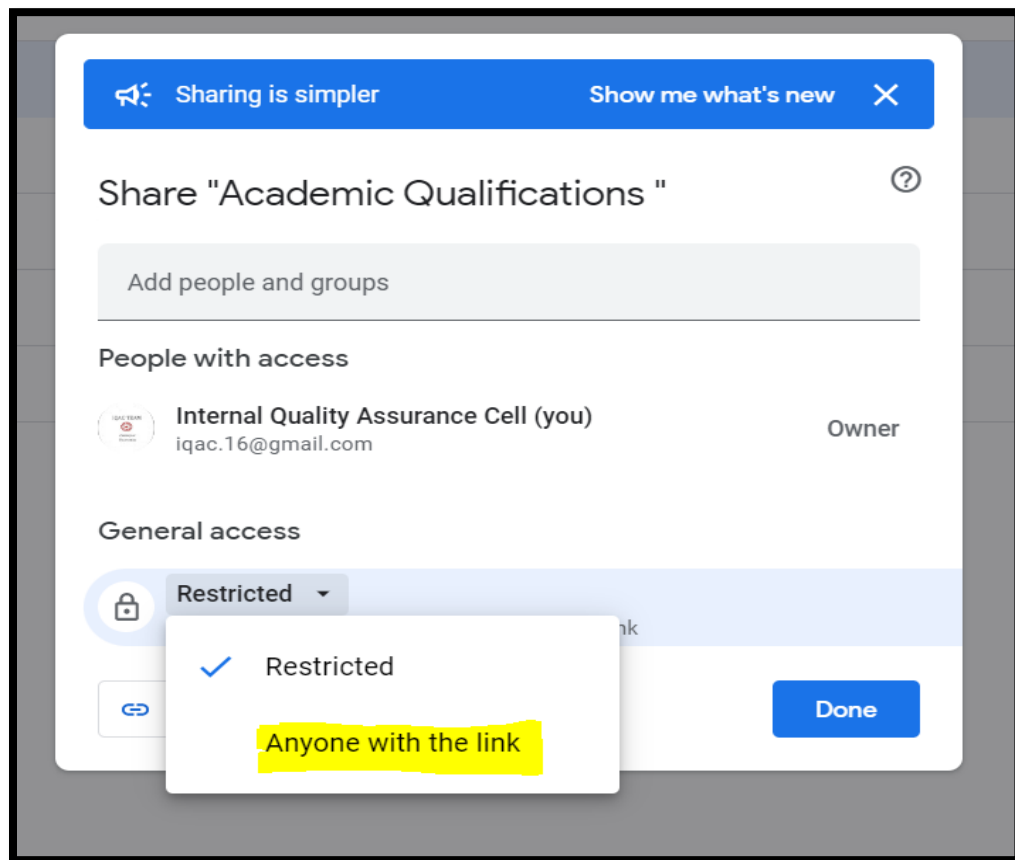 Sharing is simpler Show me what's new
Share "Academic Qualifications "
Add people and groups
People with access
Internal Quality Assurance Cell (you)
iqac.16@gmail.com
Owner
General access
Restricted
Restricted
Anyone with the link
Done